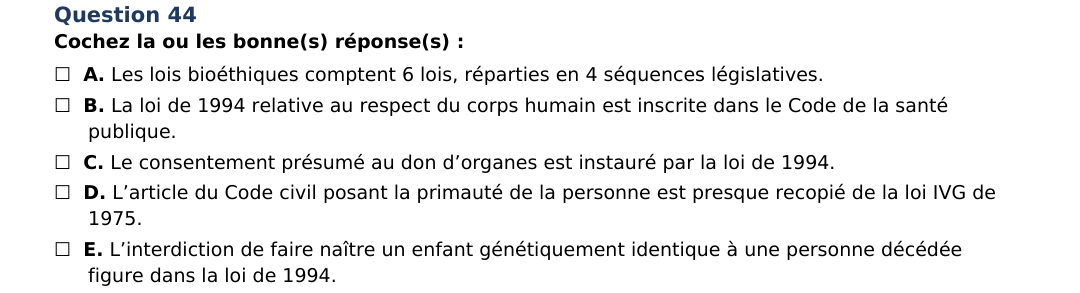 Question 44
Cochez la ou les bonne(s) réponse(s) :
☐ A. Les lois bioéthiques comptent 6 lois, réparties en 4 séquences législatives.
☐ B. La loi de 1994 relative au respect du corps humain est inscrite dans le Code de la santé
publique.
☐ C. Le consentement présumé au don d’organes est instauré par la loi de 1994.
☐ D. L’article du Code civil posant la primauté de la personne est presque recopié de la loi IVG de
1975.
☐ E. L’interdiction de faire naître un enfant génétiquement identique à une personne décédée
figure dans la loi de 1994.